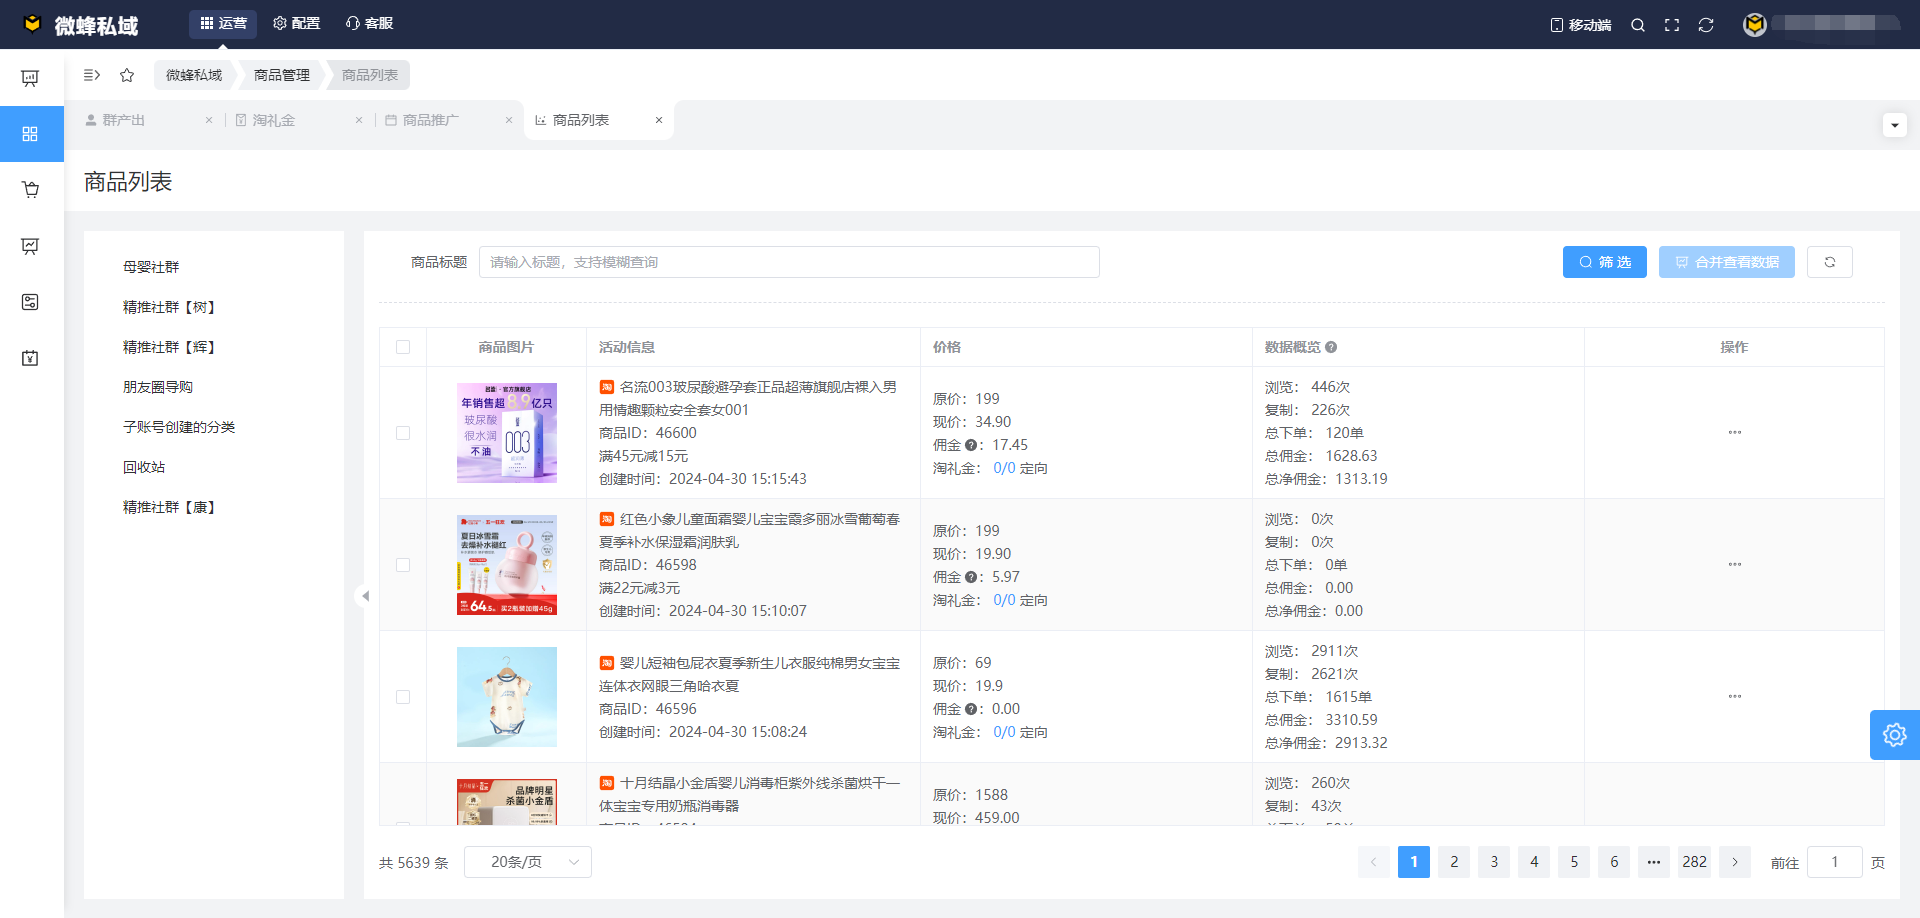 微蜂私域
运营
配置
客服
移动端
微蜂私域
商品管理
商品列表
群产出
淘礼金
商品推广
商品列表
商品列表
母婴社群
精推社群【树】
精推社群【辉】
朋友圈导购
子账号创建的分类
回收站
精推社群【康】
商品标题
请输入标题，支持模糊查询
筛 选
合并查看数据
商品图片
活动信息
价格
数据概览
操作
名流·官方旗舰店
年销售超8.9亿只
玻尿酸
很水润
不油
003
淘 名流003玻尿酸避孕套正品超薄旗舰店裸入男
用情趣颗粒安全套女001
商品ID：46600
满45元减15元
创建时间：2024-04-30 15:15:43
原价：199
现价：34.90
佣金：17.45
淘礼金： 0/0 定向
浏览： 446次
复制： 226次
总下单： 120单
总佣金： 1628.63
总净佣金：1313.19
夏日冰雪霜
去燥补水褪红
64.5
买2瓶装加赠45g
淘 红色小象儿童面霜婴儿宝宝霞多丽冰雪葡萄春
夏季补水保湿霜润肤乳
商品ID：46598
满22元减3元
创建时间：2024-04-30 15:10:07
原价：199
现价：19.90
佣金：5.97
淘礼金： 0/0 定向
浏览： 0次
复制： 0次
总下单： 0单
总佣金： 0.00
总净佣金：0.00
淘 婴儿短袖包屁衣夏季新生儿衣服纯棉男女宝宝
连体衣网眼三角哈衣夏
商品ID：46596
创建时间：2024-04-30 15:08:24
原价：69
现价：19.9
佣金：0.00
淘礼金： 0/0 定向
浏览： 2911次
复制： 2621次
总下单： 1615单
总佣金： 3310.59
总净佣金：2913.32
品牌明星
杀菌小金盾
淘 十月结晶小金盾婴儿消毒柜紫外线杀菌烘干一
体宝宝专用奶瓶消毒器
原价：1588
现价：459.00
浏览： 260次
复制： 43次
共 5639 条
20条/页
1 2 3 4 5 6 ••• 282
前往 1 页